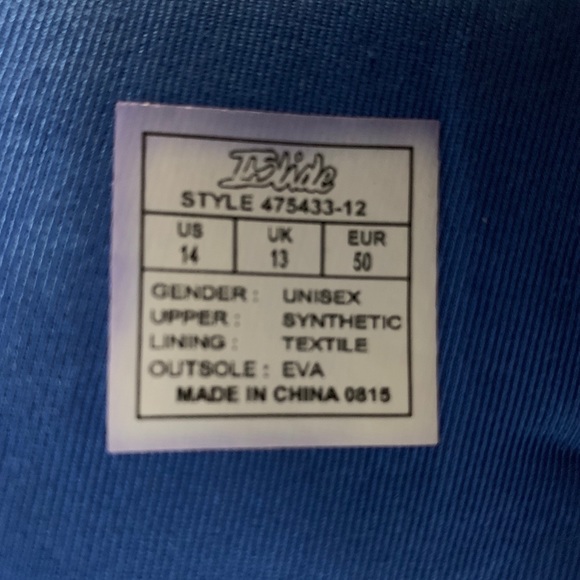 ISlide
STYLE 475433-12
US UK EUR
14 13 50
GENDER : UNISEX
UPPER : SYNTHETIC
LINING : TEXTILE
OUTSOLE : EVA
MADE IN CHINA 0815